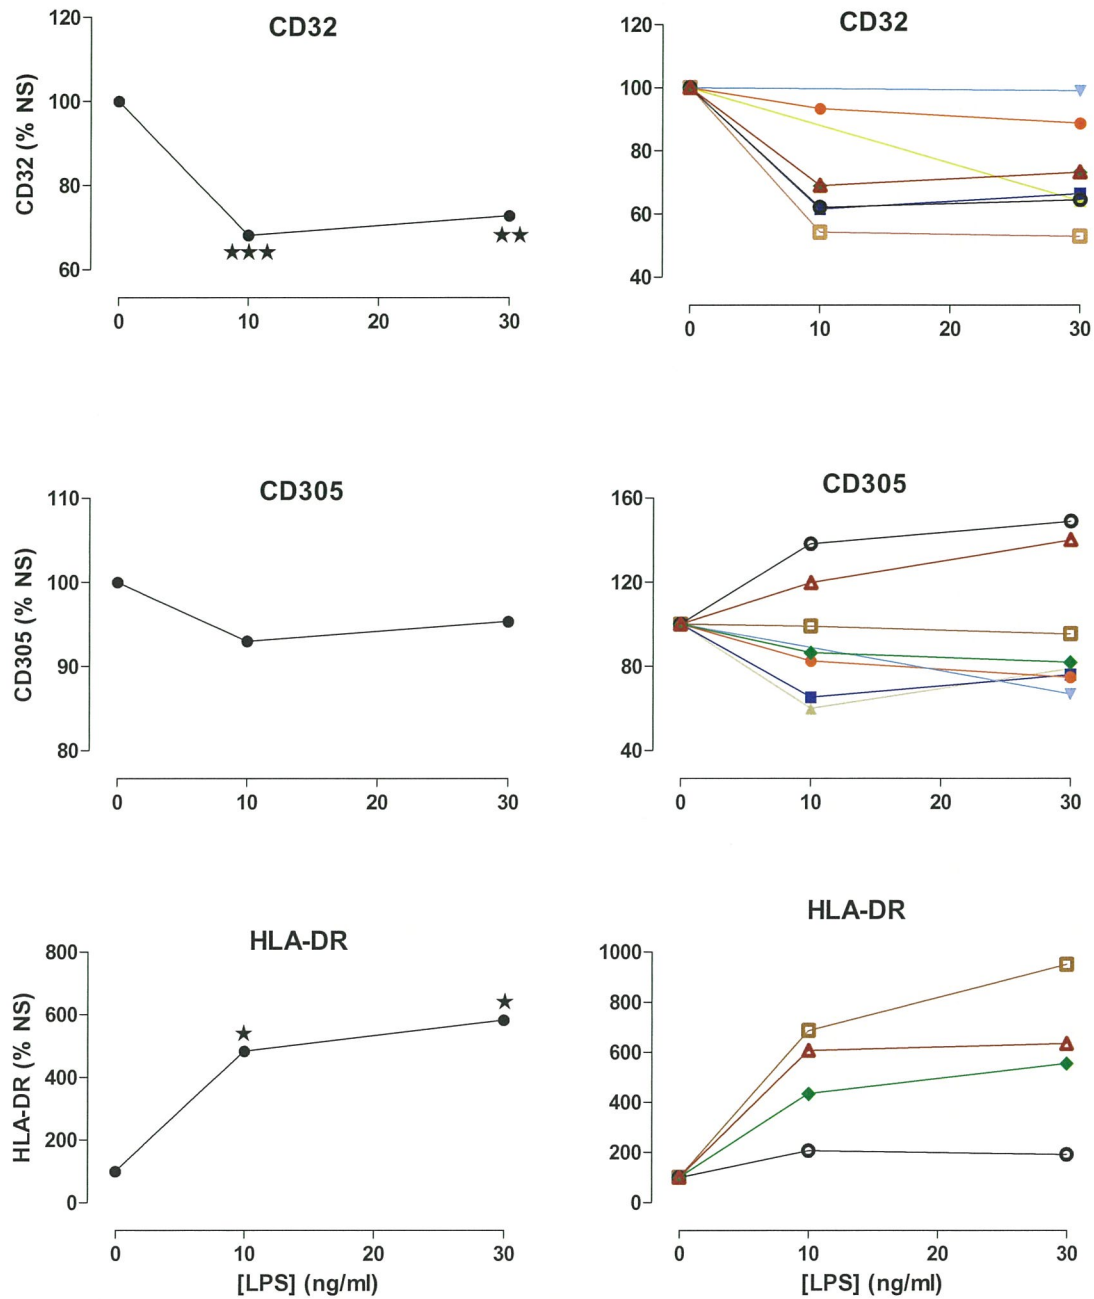 CD32
CD32 (% NS)
120
100
80
60
★★★
★★
0 10 20 30
CD32
120
100
80
60
40
0 10 20 30
CD305
CD305 (% NS)
110
100
90
80
0 10 20 30
CD305
160
120
80
40
0 10 20 30
HLA-DR
HLA-DR (% NS)
800
600
400
200
0
★
★
0 10 20 30
[LPS] (ng/ml)
HLA-DR
1000
800
600
400
200
0
0 10 20 30
[LPS] (ng/ml)